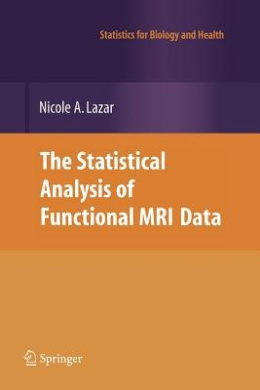 Statistics for Biology and Health
Nicole A. Lazar
The Statistical
Analysis of
Functional MRI Data
Springer